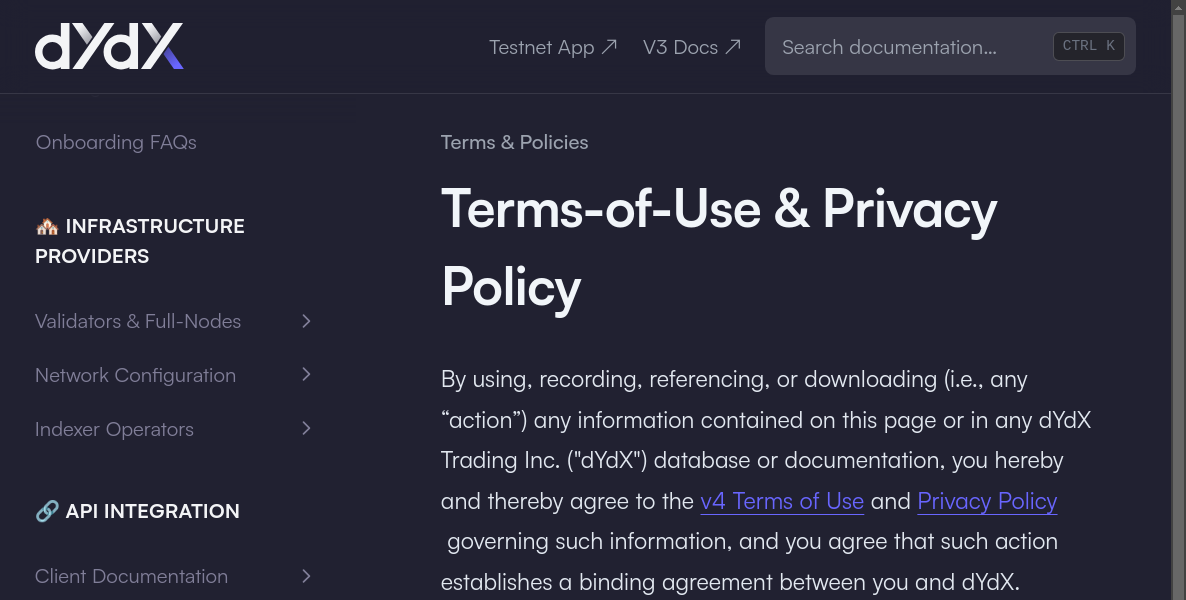 dYdX
Testnet App
V3 Docs
Search documentation...
CTRL K
Onboarding FAQs
INFRASTRUCTURE
PROVIDERS
Validators & Full-Nodes
Network Configuration
Indexer Operators
API INTEGRATION
Client Documentation
Terms & Policies
Terms-of-Use & Privacy
Policy
By using, recording, referencing, or downloading (i.e., any
“action”) any information contained on this page or in any dYdX
Trading Inc. ("dYdX") database or documentation, you hereby
and thereby agree to the v4 Terms of Use and Privacy Policy
governing such information, and you agree that such action
establishes a binding agreement between you and dYdX.